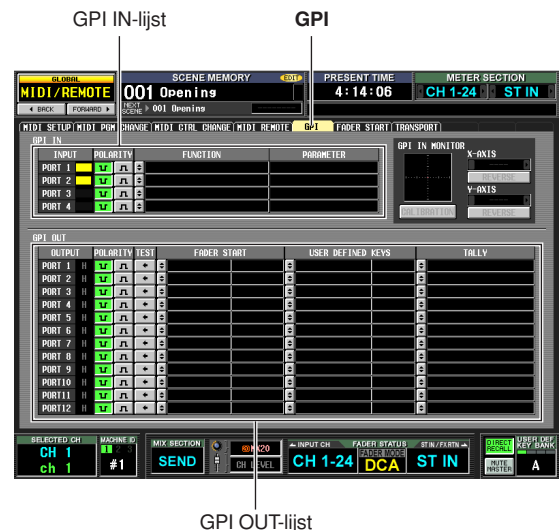 GPI IN-lijst GPI
GLOBAL SCENE MEMORY EDIT PRESENT TIME METER SECTION
MIDI/REMOTE 001 Opening 4:14:06 CH 1-24 ST IN
BACK FORWARD NEXT SCENE 001 Opening
MIDI SETUP MIDI PGM CHANGE MIDI CTRL CHANGE MIDI REMOTE GPI FADER START TRANSPORT
GPI IN
INPUT POLARITY FUNCTION PARAMETER
PORT 1
PORT 2
PORT 3
PORT 4
GPI IN MONITOR
X-AXIS
REVERSE
Y-AXIS
CALIBRATION REVERSE
GPI OUT
OUTPUT POLARITY TEST FADER START USER DEFINED KEYS TALLY
PORT 1 H
PORT 2 H
PORT 3 H
PORT 4 H
PORT 5 H
PORT 6 H
PORT 7 H
PORT 8 H
PORT 9 H
PORT10 H
PORT11 H
PORT12 H
SELECTED CH MACHINE ID MIX SECTION INPUT CH FADER STATUS ST IN/FXRTN DIRECT RECALL USER DEF KEY BANK
CH 1 1 2 3 SEND MX20 CH 1-24 FADER MODE ST IN
ch 1 #1 CH LEVEL DCA MUTE MASTER A
GPI OUT-lijst